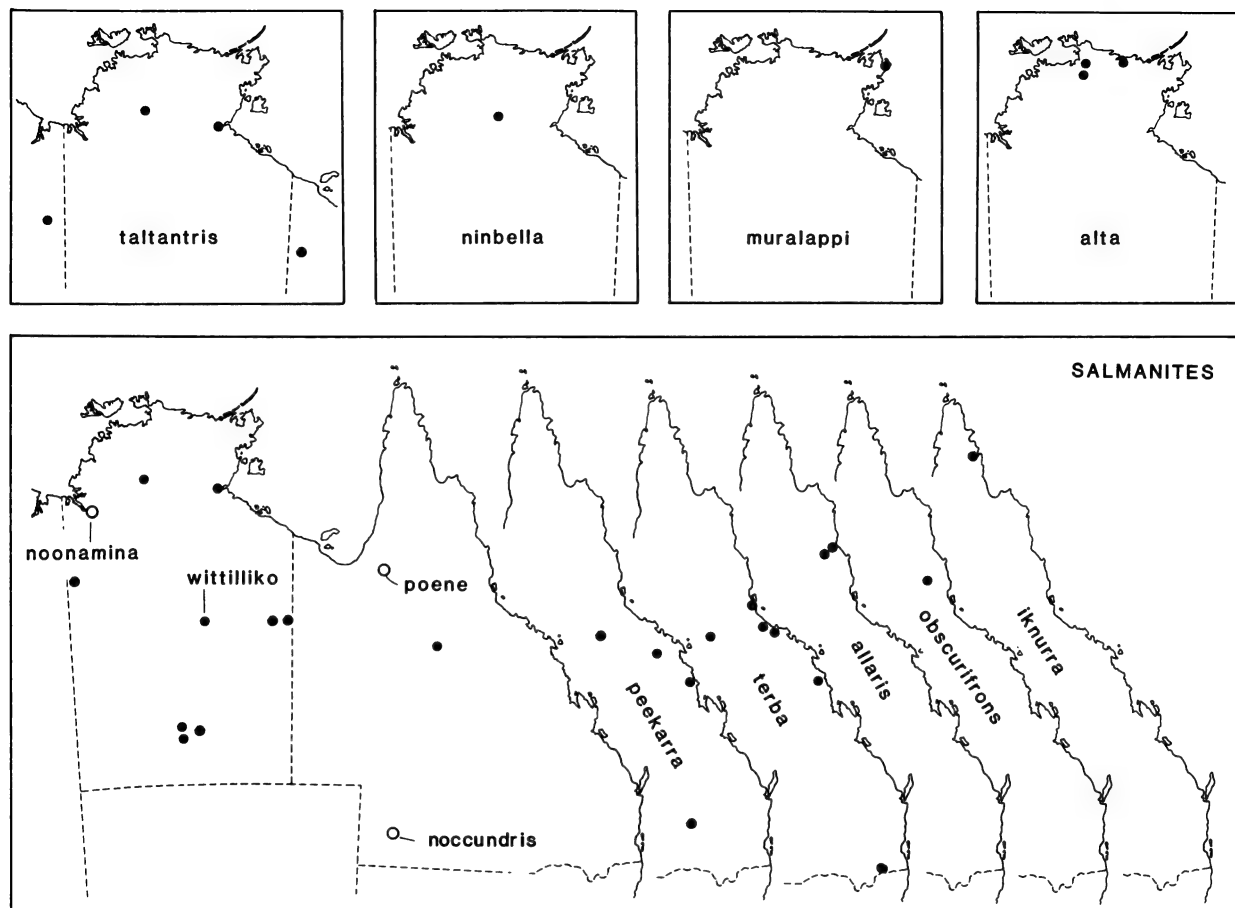 taltantris
ninbella
muralappi
alta
SALMANITES
noonamina
wittilliko
poene
noccundris
peekarra
terba
allaris
obscurifrons
iknurra